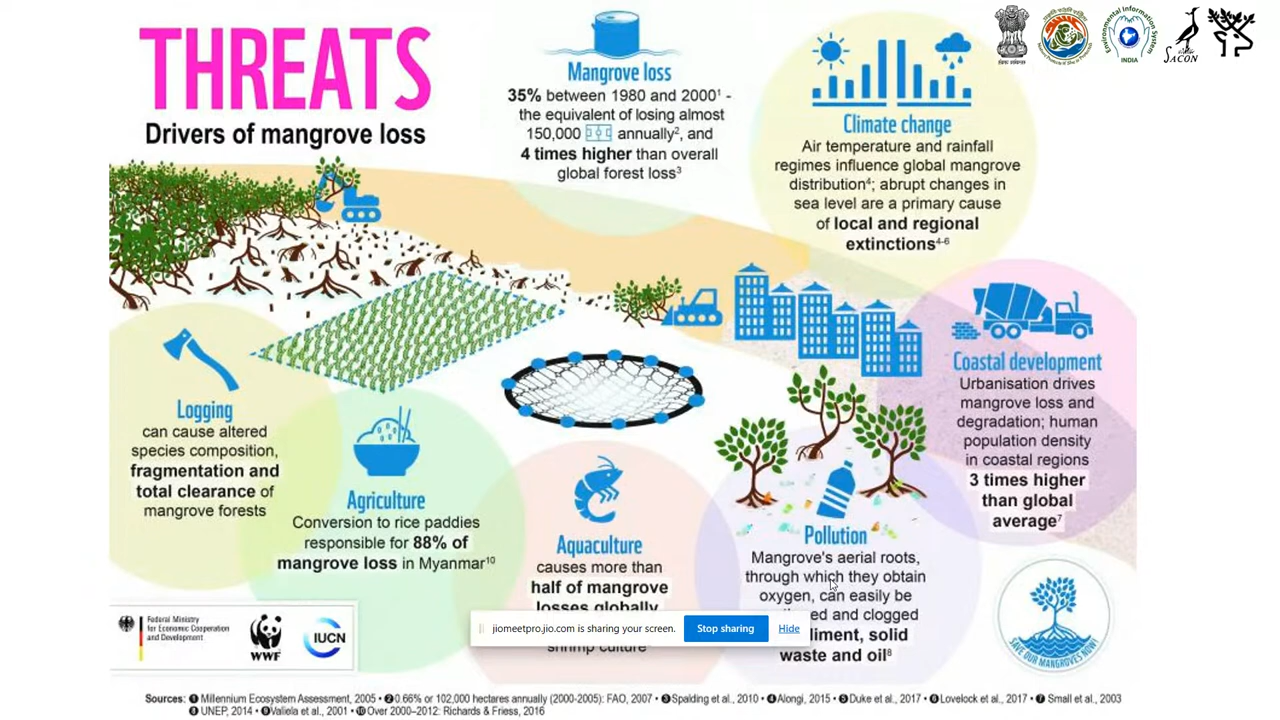 THREATS
Drivers of mangrove loss
Mangrove loss
35% between 1980 and 2000¹ -
the equivalent of losing almost
150,000 annually², and
4 times higher than overall
global forest loss³
Climate change
Air temperature and rainfall
regimes influence global mangrove
distribution⁴; abrupt changes in
sea level are a primary cause
of local and regional
extinctions⁴⁻⁶
Environmental Information System
INDIA
SACON
Coastal development
Urbanisation drives
mangrove loss and
degradation; human
population density
in coastal regions
3 times higher
than global
average⁷
Logging
can cause altered
species composition,
fragmentation and
total clearance of
mangrove forests
Agriculture
Conversion to rice paddies
responsible for 88% of
mangrove loss in Myanmar¹⁰
Aquaculture
causes more than
half of mangrove
losses globally
shrimp culture
Pollution
Mangrove's aerial roots,
through which they obtain
oxygen, can easily be
and clogged
solid
waste and oil⁸
jiomeetpro.jio.com is sharing your screen.
Stop sharing
Hide
Federal Ministry
for Economic Cooperation
and Development
WWF
IUCN
SAVE OUR MANGROVES NOW!
Sources: ❶ Millennium Ecosystem Assessment, 2005 • ❷ 0.66% or 102,000 hectares annually (2000-2005): FAO, 2007 • ❸ Spalding et al., 2010 • ❹ Alongi, 2015 • ❺ Duke et al., 2017 • ❻ Lovelock et al., 2017 • ❼ Small et al., 2003
❽ UNEP, 2014 • ❾ Valiela et al., 2001 • ❿ Over 2000–2012: Richards & Friess, 2016